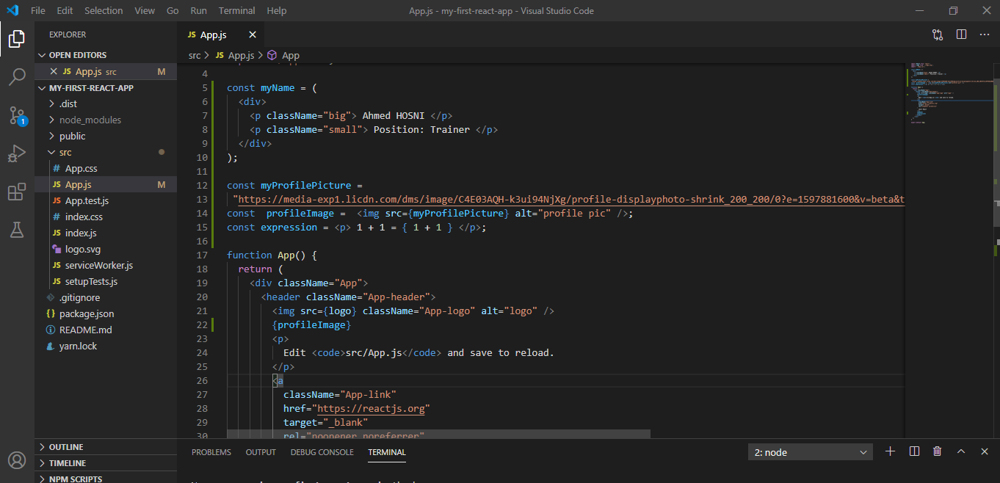 File Edit Selection View Go Run Terminal Help
App.js - my-first-react-app - Visual Studio Code
EXPLORER
OPEN EDITORS
JS App.js src M
MY-FIRST-REACT-APP
.dist
node_modules
public
src
# App.css
JS App.js M
JS App.test.js
# index.css
JS index.js
logo.svg
JS serviceWorker.js
JS setupTests.js
.gitignore
{} package.json
README.md
yarn.lock
OUTLINE
TIMELINE
NPM SCRIPTS
1
JS App.js
src > JS App.js > App
4
5 const myName = (
6 <div>
7 <p className="big"> Ahmed HOSNI </p>
8 <p className="small"> Position: Trainer </p>
9 </div>
10 );
11
12 const myProfilePicture =
13 "https://media-exp1.licdn.com/dms/image/C4E03AQH-k3ui94NjXg/profile-displayphoto-shrink_200_200/0?e=1597881600&v=beta&t
14 const  profileImage =  <img src={myProfilePicture} alt="profile pic" />;
15 const expression = <p> 1 + 1 = { 1 + 1 } </p>;
16
17 function App() {
18 return (
19 <div className="App">
20 <header className="App-header">
21 <img src={logo} className="App-logo" alt="logo" />
22 {profileImage}
23 <p>
24 Edit <code>src/App.js</code> and save to reload.
25 </p>
26 <a
27 className="App-link"
28 href="https://reactjs.org"
29 target="_blank"
30 rel="noopener noreferrer"
PROBLEMS OUTPUT DEBUG CONSOLE TERMINAL
2: node